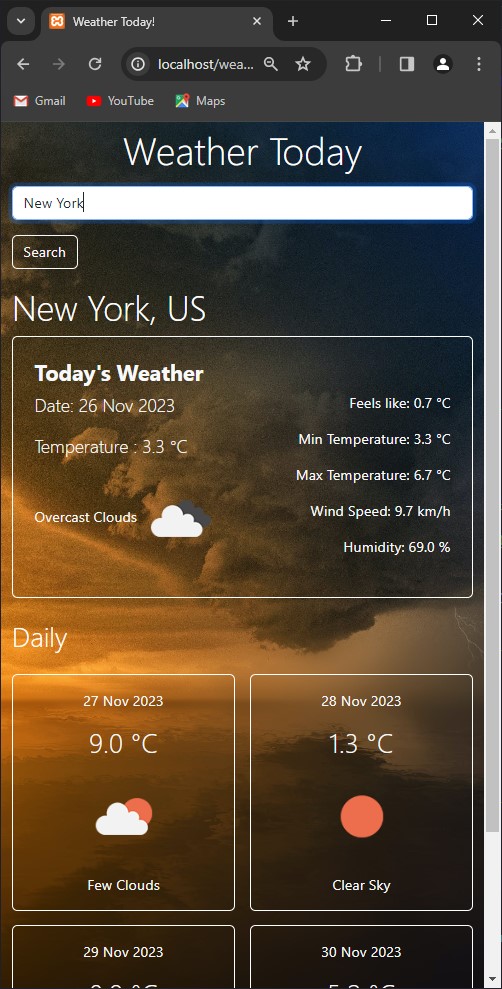 Weather Today!
localhost/wea...
Gmail
YouTube
Maps
Weather Today
New York
Search
New York, US
Today's Weather
Date: 26 Nov 2023
Temperature : 3.3 °C
Overcast Clouds
Feels like: 0.7 °C
Min Temperature: 3.3 °C
Max Temperature: 6.7 °C
Wind Speed: 9.7 km/h
Humidity: 69.0 %
Daily
27 Nov 2023
9.0 °C
Few Clouds
28 Nov 2023
1.3 °C
Clear Sky
29 Nov 2023
30 Nov 2023